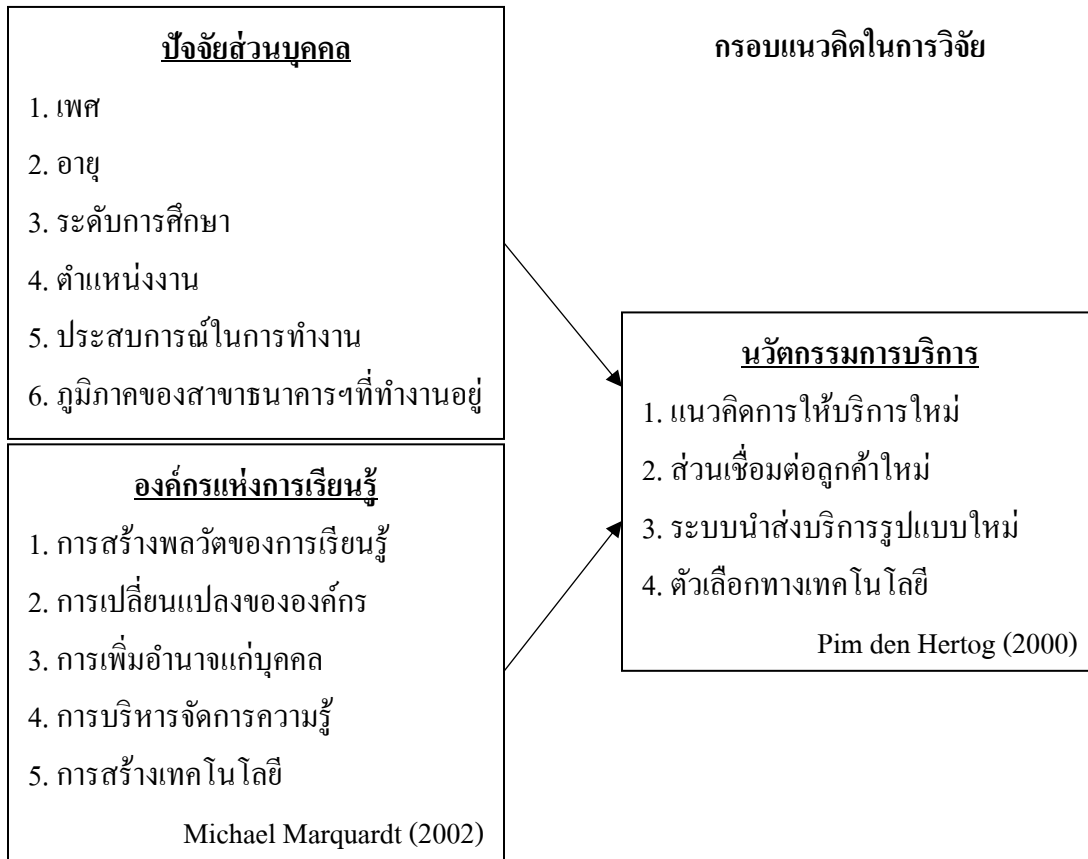 ปัจจัยส่วนบุคคล
1. เพศ
2. อายุ
3. ระดับการศึกษา
4. ตำแหน่งงาน
5. ประสบการณ์ในการทำงาน
6. ภูมิภาคของสาขาธนาคารฯที่ทำงานอยู่
กรอบแนวคิดในการวิจัย
องค์กรแห่งการเรียนรู้
1. การสร้างพลวัตของการเรียนรู้
2. การเปลี่ยนแปลงขององค์กร
3. การเพิ่มอำนาจแก่บุคคล
4. การบริหารจัดการความรู้
5. การสร้างเทคโนโลยี
Michael Marquardt (2002)
นวัตกรรมการบริการ
1. แนวคิดการให้บริการใหม่
2. ส่วนเชื่อมต่อลูกค้าใหม่
3. ระบบนำส่งบริการรูปแบบใหม่
4. ตัวเลือกทางเทคโนโลยี
Pim den Hertog (2000)